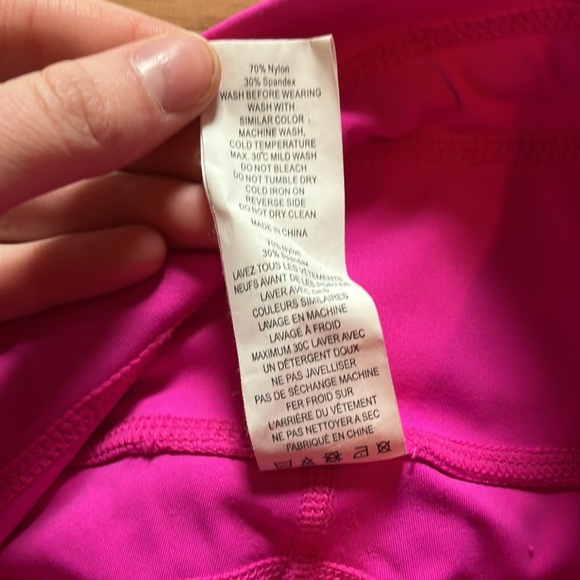 70% Nylon
30% Spandex
WASH BEFORE WEARING
WASH WITH
SIMILAR COLOR
MACHINE WASH,
COLD TEMPERATURE
MAX. 30°C MILD WASH
DO NOT BLEACH
DO NOT TUMBLE DRY
COLD IRON ON
REVERSE SIDE
DO NOT DRY CLEAN
MADE IN CHINA
70% Nylon
30% Spandex
LAVEZ TOUS LES VÊTEMENTS
NEUFS AVANT DE LES PORTER
LAVER AVEC DES
COULEURS SIMILAIRES
LAVAGE EN MACHINE
LAVAGE À FROID
MAXIMUM 30C LAVER AVEC
UN DÉTERGENT DOUX
NE PAS JAVELLISER
PAS DE SÉCHANGE MACHINE
FER FROID SUR
L'ARRIÈRE DU VÊTEMENT
NE PAS NETTOYER A SEC
FABRIQUÉ EN CHINE